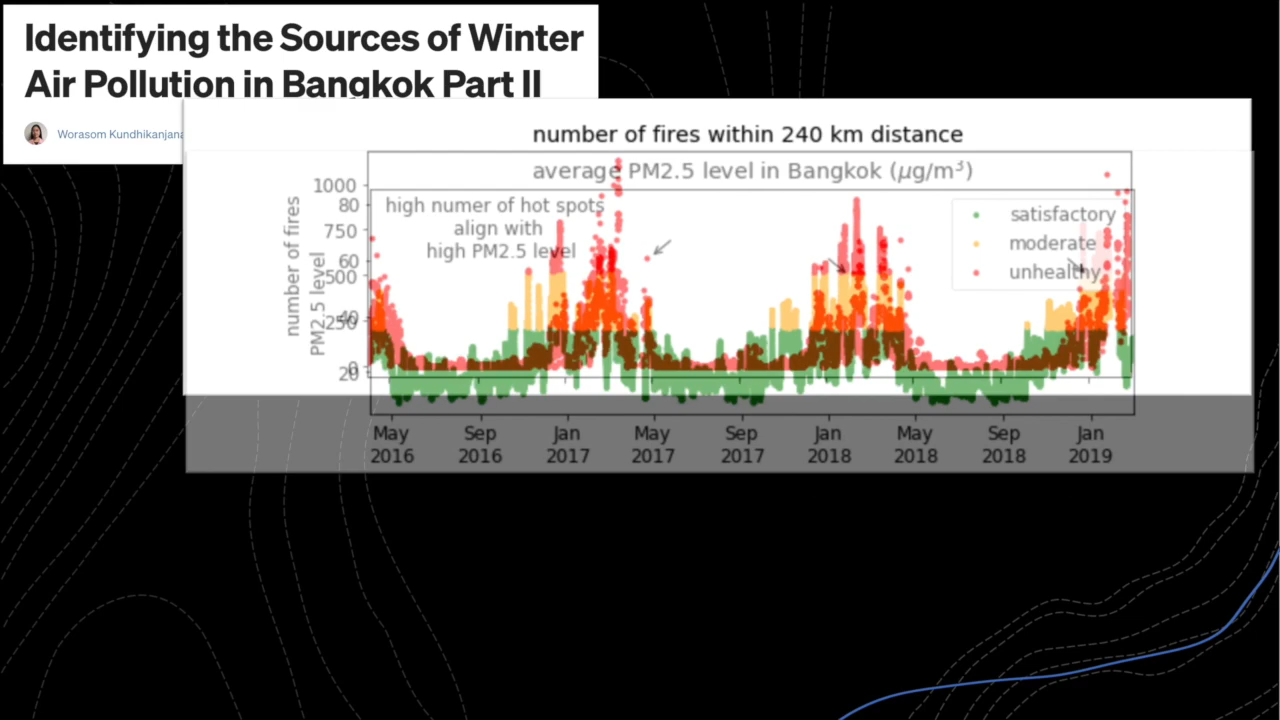 Identifying the Sources of Winter
Air Pollution in Bangkok Part II
Worasom Kundhikanjana
number of fires within 240 km distance
average PM2.5 level in Bangkok (μg/m³)
number of fires
PM2.5 level
1000
80
750
60
500
40
250
0
20
high numer of hot spots
align with
high PM2.5 level
satisfactory
moderate
unhealthy
May Sep Jan May Sep Jan May Sep Jan
2016 2016 2017 2017 2017 2018 2018 2018 2019